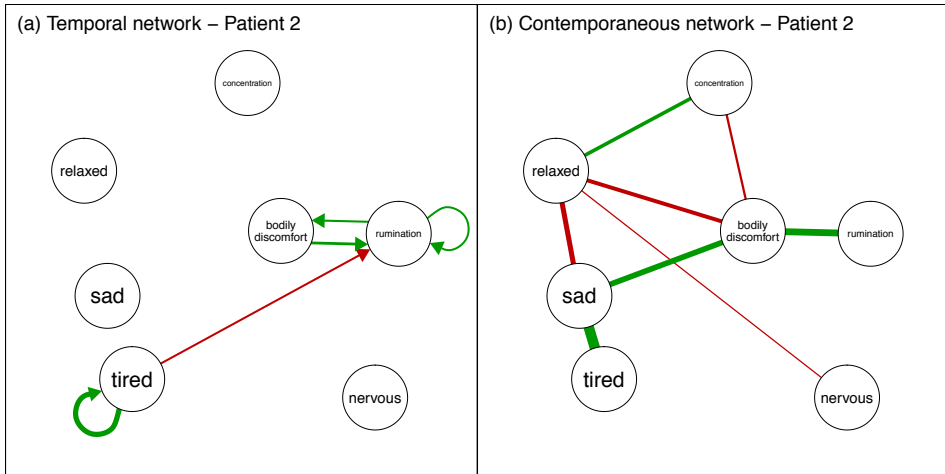 (a) Temporal network – Patient 2
concentration
relaxed
bodily
discomfort
rumination
sad
tired
nervous
(b) Contemporaneous network – Patient 2
concentration
relaxed
bodily
discomfort
rumination
sad
tired
nervous